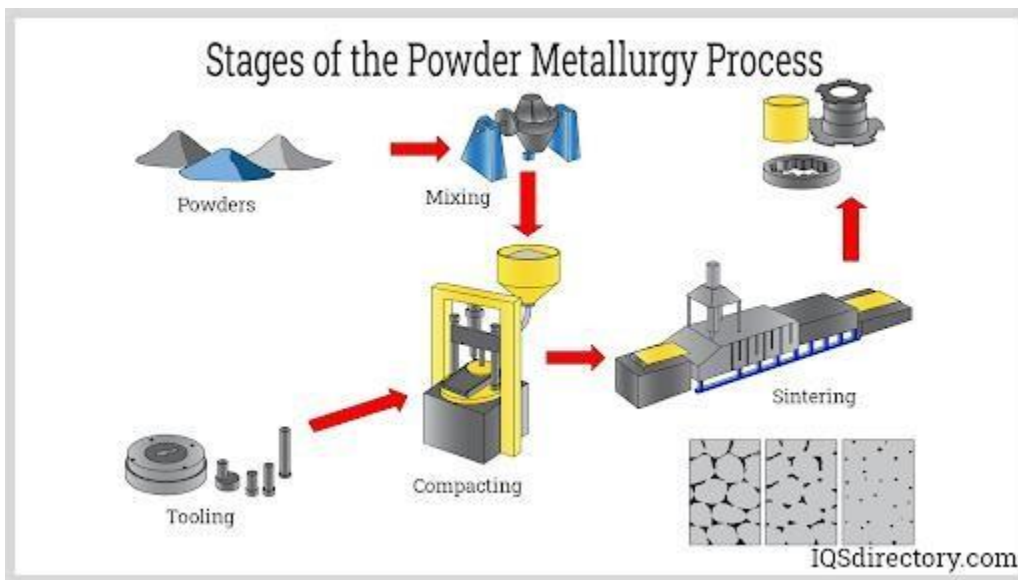 Stages of the Powder Metallurgy Process
Powders
Mixing
Tooling
Compacting
Sintering
IQSdirectory.com